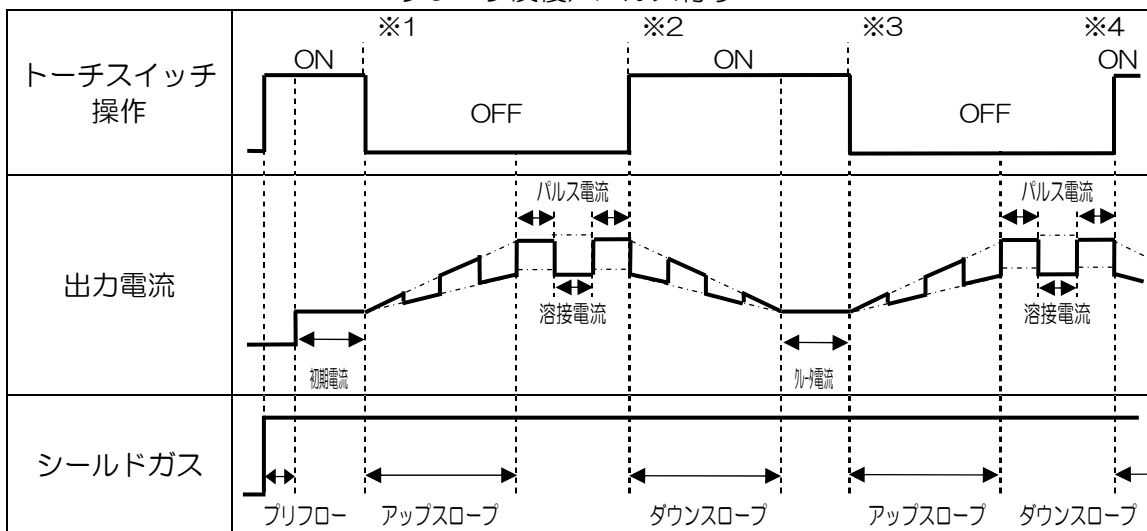 ※1 ※2 ※3 ※4
トーチスイッチ
操作
ON OFF ON OFF ON
出力電流
パルス電流 パルス電流
溶接電流 溶接電流
初期電流 クレータ電流
シールドガス
プリフロー アップスロープ ダウンスロープ アップスロープ ダウンスロープ